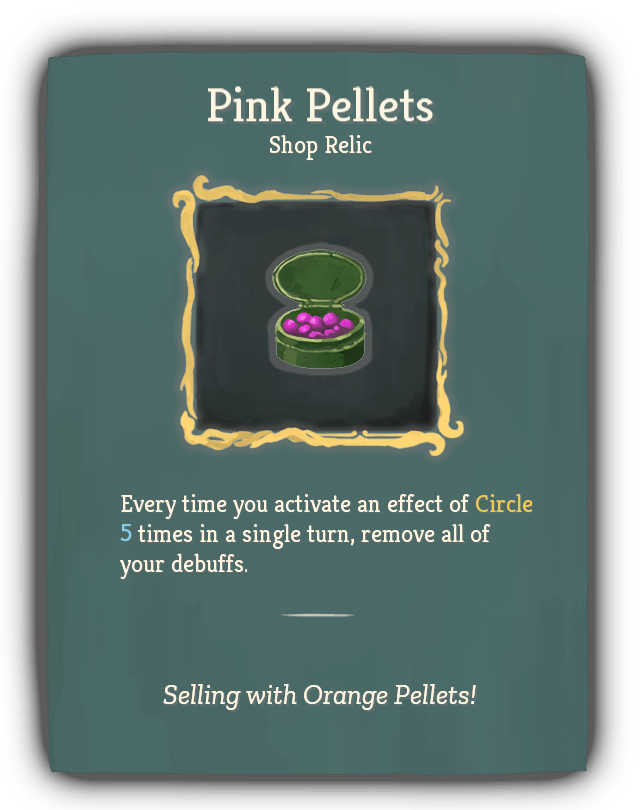 Pink Pellets
Shop Relic
Every time you activate an effect of Circle
5 times in a single turn, remove all of
your debuffs.
Selling with Orange Pellets!